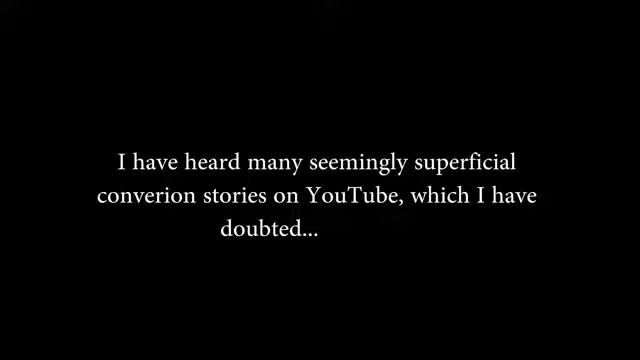 I have heard many seemingly superficial
converion stories on YouTube, which I have
doubted...